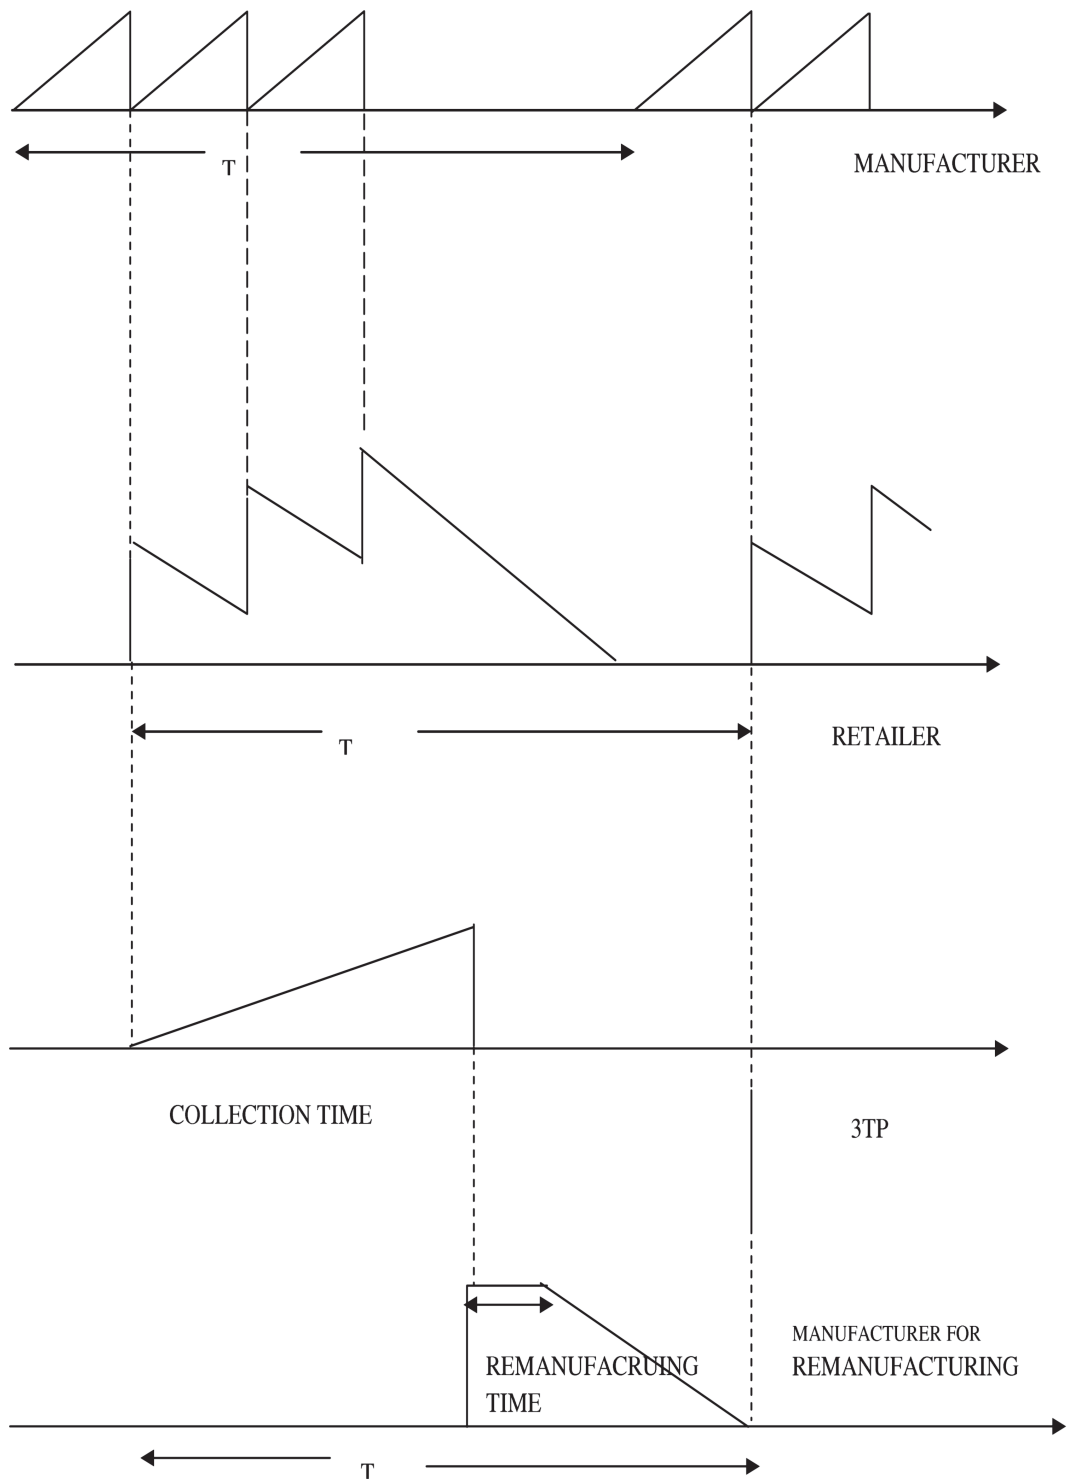 T
MANUFACTURER
T
RETAILER
COLLECTION TIME
3TP
MANUFACTURER FOR
REMANUFACTURING
REMANUFACRUING
TIME
T